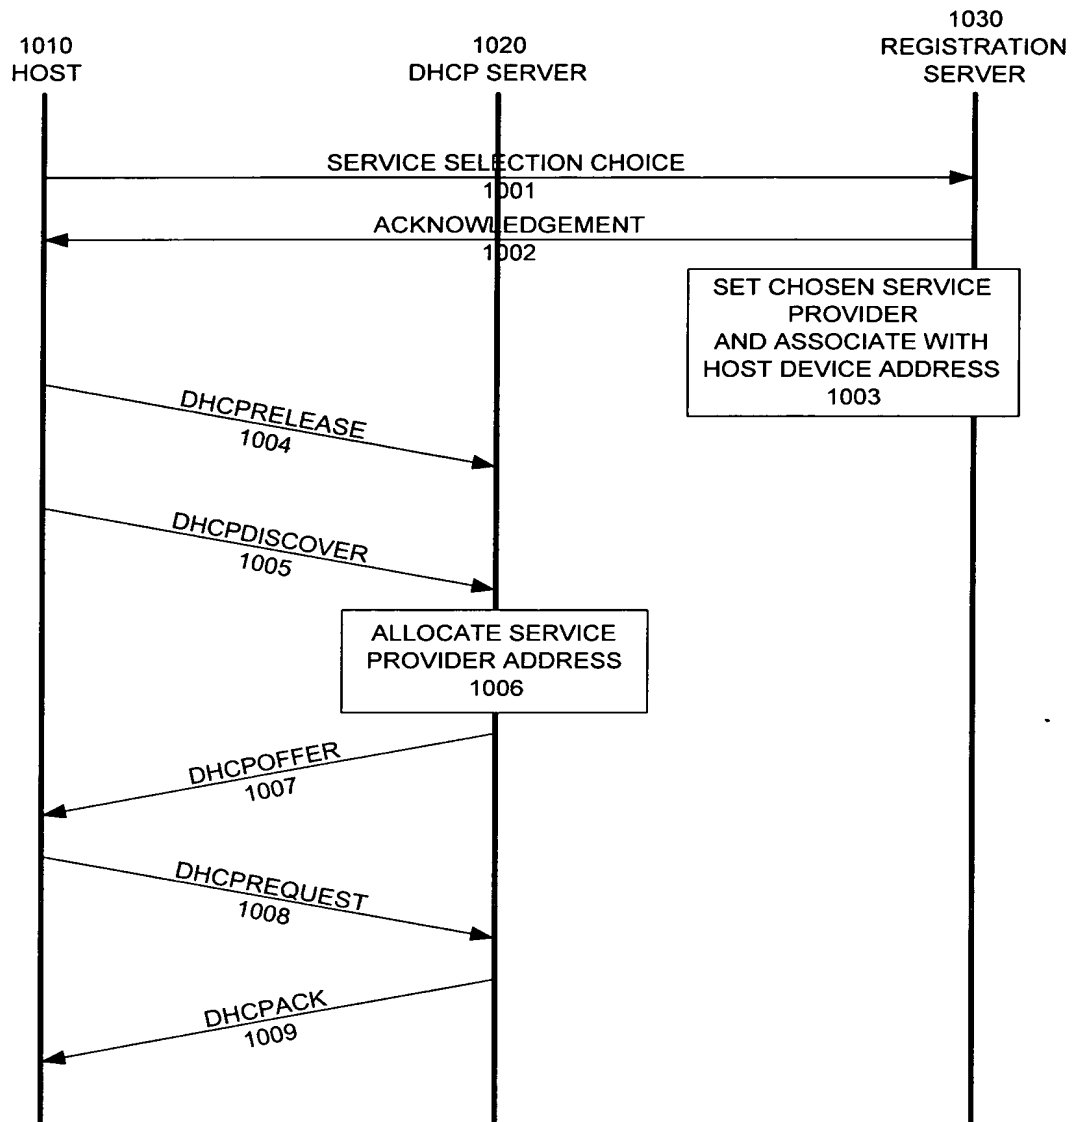 1010
HOST
1020
DHCP SERVER
1030
REGISTRATION
SERVER
SERVICE SELECTION CHOICE
1001
ACKNOWLEDGEMENT
1002
SET CHOSEN SERVICE
PROVIDER
AND ASSOCIATE WITH
HOST DEVICE ADDRESS
1003
DHCPRELEASE
1004
DHCPDISCOVER
1005
ALLOCATE SERVICE
PROVIDER ADDRESS
1006
DHCPOFFER
1007
DHCPREQUEST
1008
DHCPACK
1009